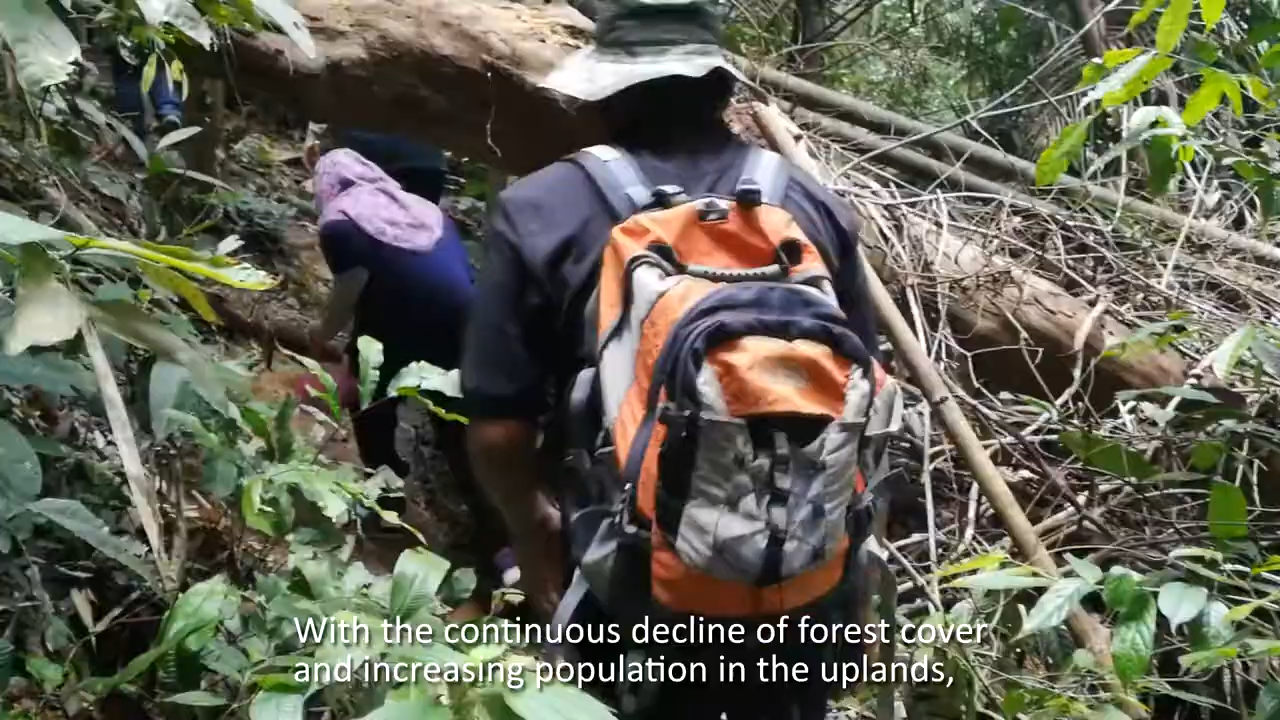 With the continuous decline of forest cover
and increasing population in the uplands,